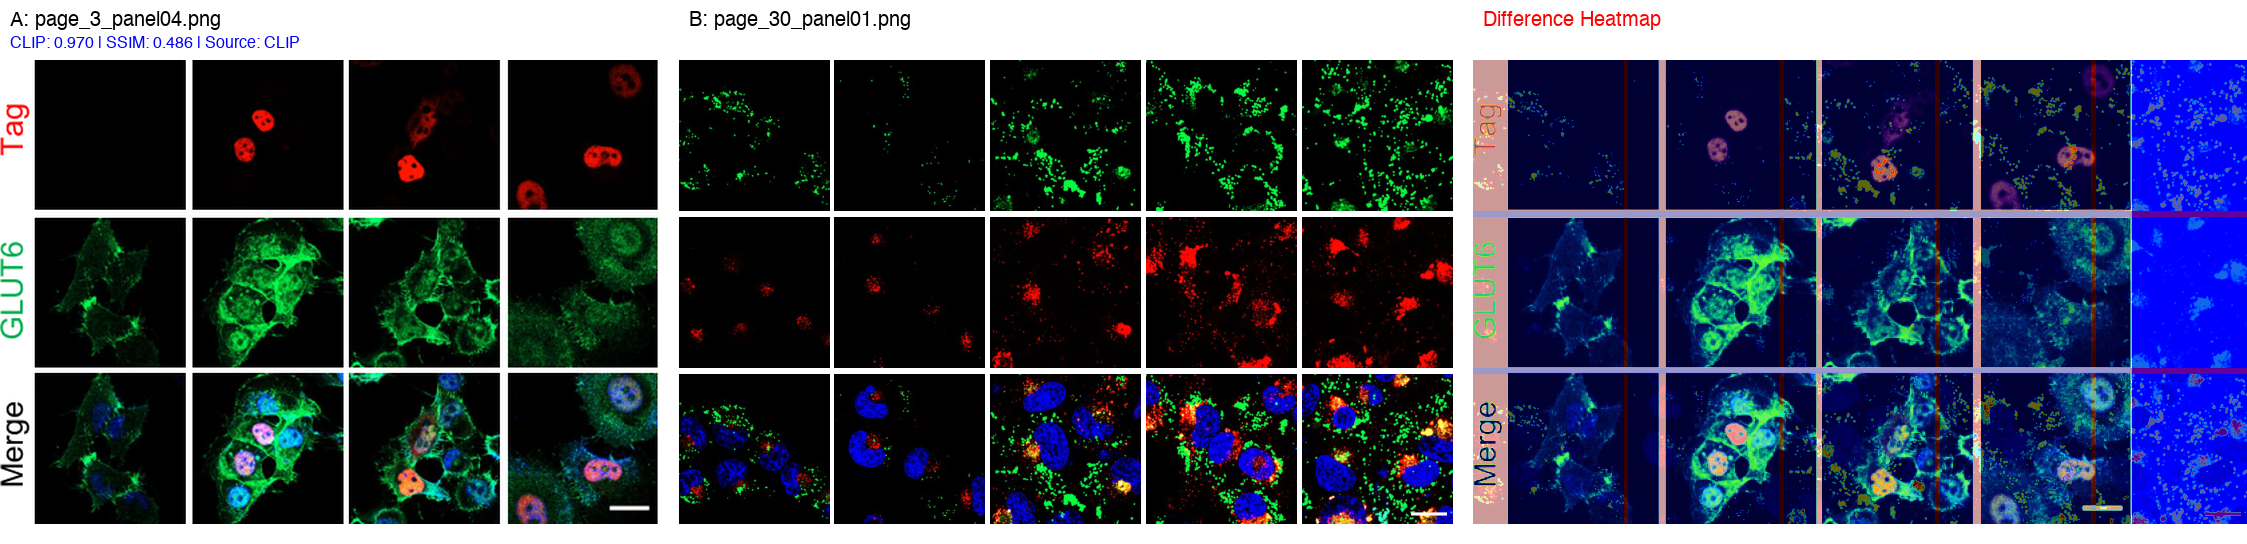 A: page_3_panel04.png
CLIP: 0.970 | SSIM: 0.486 | Source: CLIP
B: page_30_panel01.png
Difference Heatmap
Tag
GLUT6
Merge
Tag
GLUT6
Merge